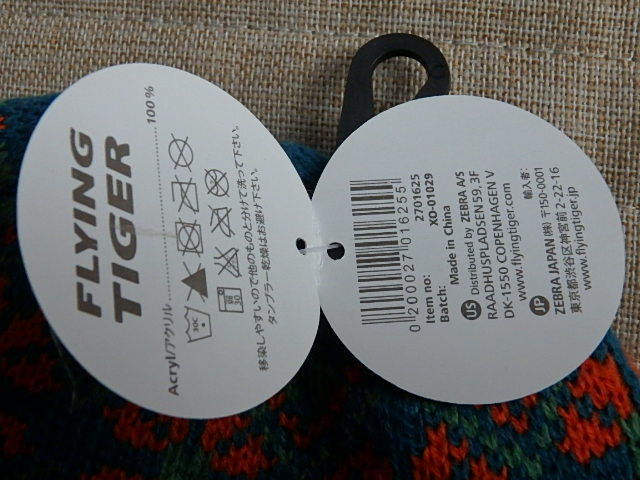 FLYING
TIGER
Acryl/アクリル 100%
30C
弱
30
移染しやすいので他のものと分けて洗って下さい。
タンブラー乾燥はお避け下さい。
0200027016255
Item no: 2701625
Batch: XO-01029
Made in China
US Distributed by ZEBRA A/S
RAADHUSPLADSEN 59, 3F
DK-1550 COPENHAGEN V
www.flyingtiger.com
JP 輸入者:
ZEBRA JAPAN (株) 〒150-0001
東京都渋谷区神宮前 2-22-16
www.flyingtiger.jp